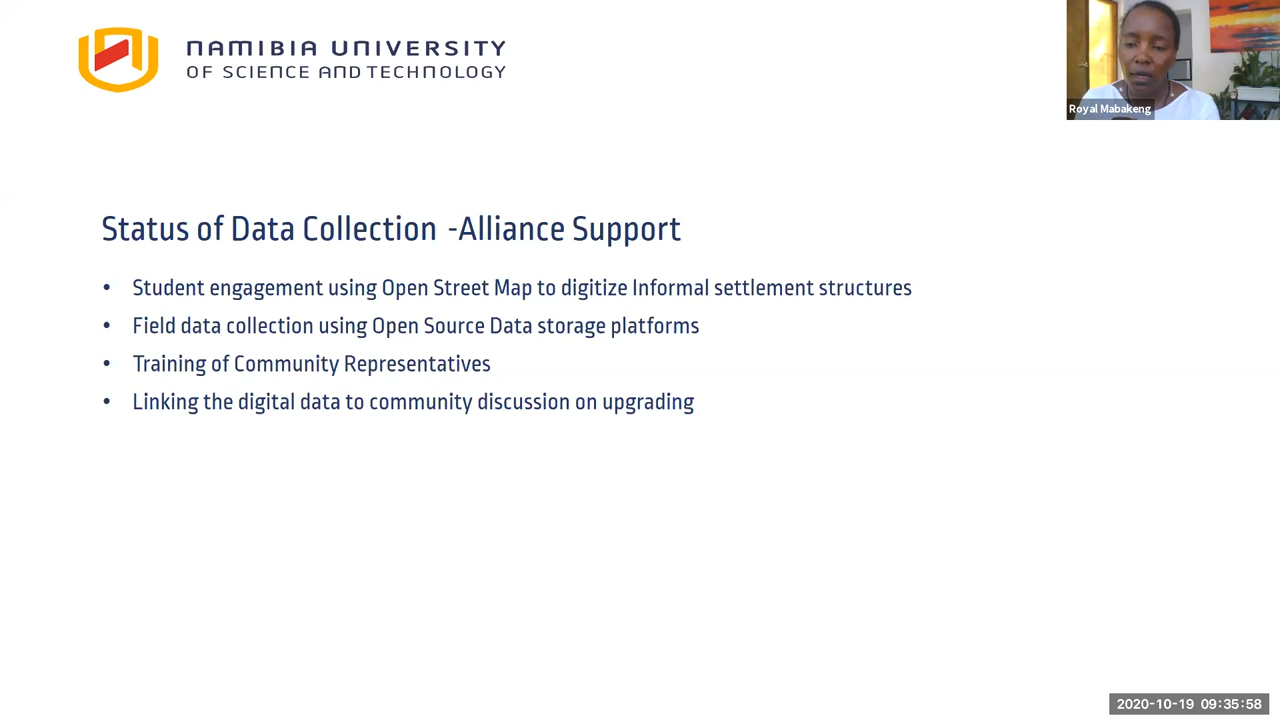 NAMIBIA UNIVERSITY
OF SCIENCE AND TECHNOLOGY
Royal Mabakeng
Status of Data Collection -Alliance Support
• Student engagement using Open Street Map to digitize Informal settlement structures
• Field data collection using Open Source Data storage platforms
• Training of Community Representatives
• Linking the digital data to community discussion on upgrading
2020-10-19 09:35:58